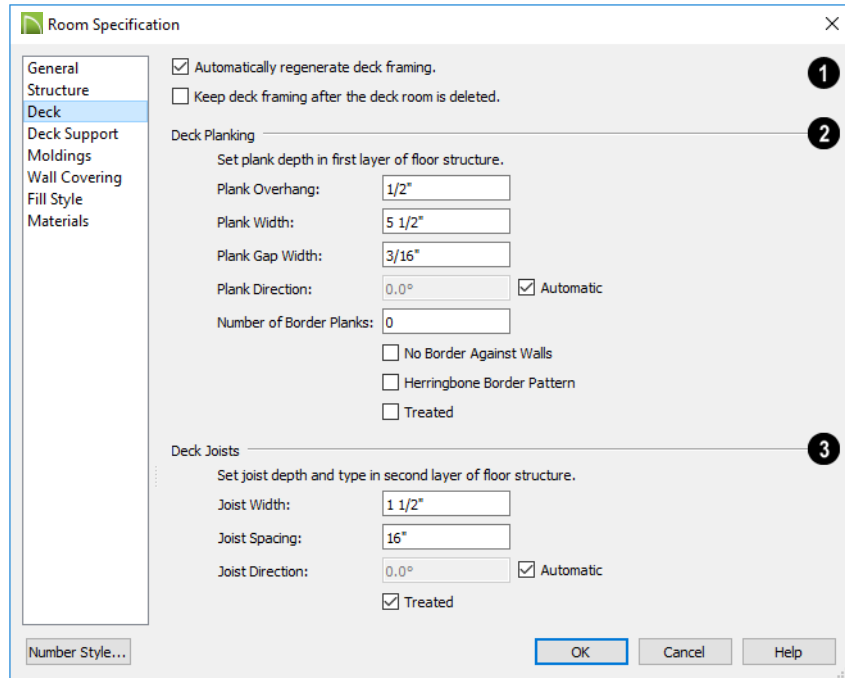 Room Specification
General
Structure
Deck
Deck Support
Moldings
Wall Covering
Fill Style
Materials
Automatically regenerate deck framing.
1
Keep deck framing after the deck room is deleted.
Deck Planking
2
Set plank depth in first layer of floor structure.
Plank Overhang: 1/2"
Plank Width: 5 1/2"
Plank Gap Width: 3/16"
Plank Direction: 0.0° Automatic
Number of Border Planks: 0
No Border Against Walls
Herringbone Border Pattern
Treated
Deck Joists
3
Set joist depth and type in second layer of floor structure.
Joist Width: 1 1/2"
Joist Spacing: 16"
Joist Direction: 0.0° Automatic
Treated
Number Style... OK Cancel Help